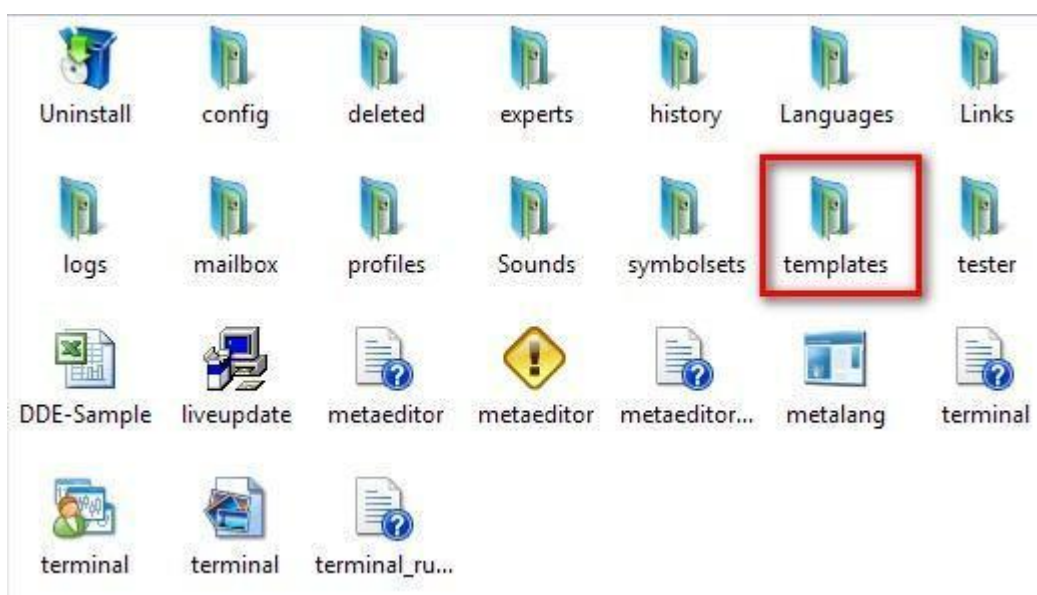 Uninstall config deleted experts history Languages Links
logs mailbox profiles Sounds symbolsets templates tester
DDE-Sample liveupdate metaeditor metaeditor metaeditor... metalang terminal
terminal terminal terminal_ru...